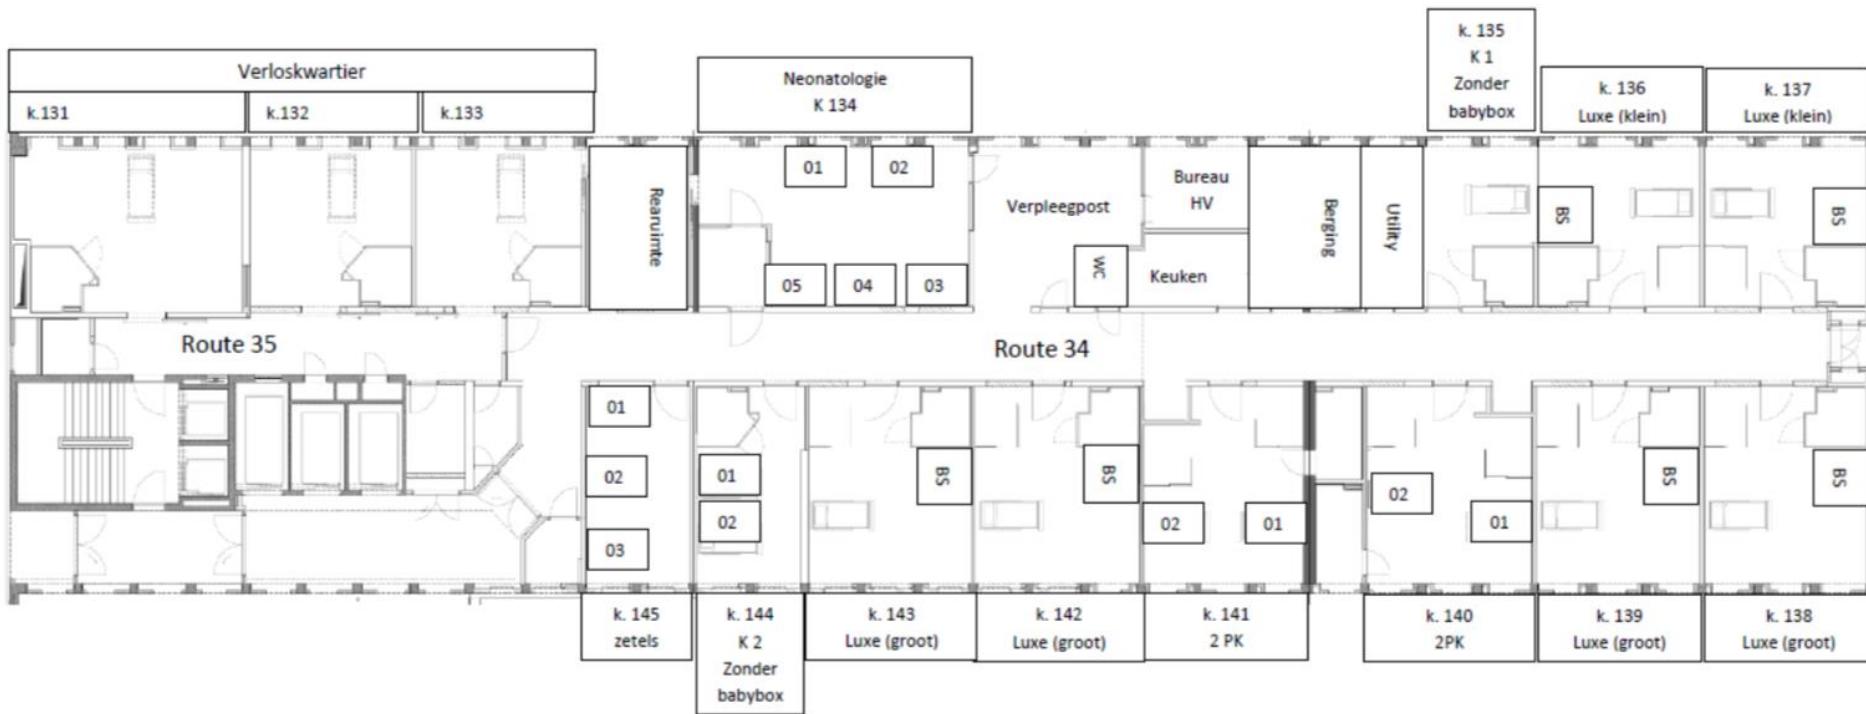 Verloskwartier
k.131
k.132
k.133
Neonatologie
K 134
k. 135
K 1
Zonder
babybox
k. 136
Luxe (klein)
k. 137
Luxe (klein)
Rearuimte
01
02
05
04
03
Verpleegpost
WC
Bureau
HV
Keuken
Berging
Utility
BS
BS
Route 35
Route 34
01
02
03
01
02
BS
BS
02
01
02
01
BS
BS
k. 145
zetels
k. 144
K 2
Zonder
babybox
k. 143
Luxe (groot)
k. 142
Luxe (groot)
k. 141
2 PK
k. 140
2PK
k. 139
Luxe (groot)
k. 138
Luxe (groot)